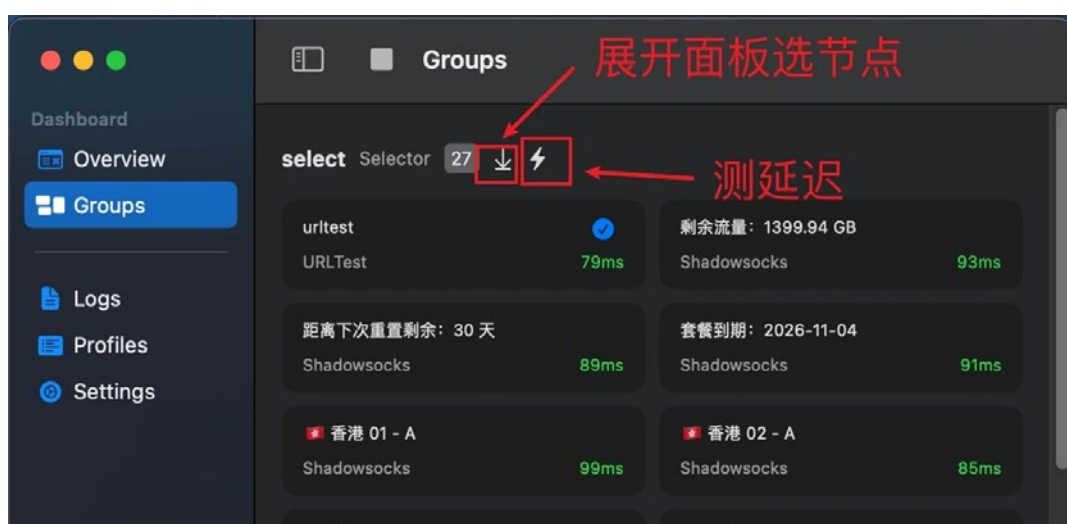 Groups
展开面板选节点
Dashboard
Overview
Groups
Logs
Profiles
Settings
select Selector 27
测延迟
urltest
URLTest 79ms
剩余流量：1399.94 GB
Shadowsocks 93ms
距离下次重置剩余：30 天
Shadowsocks 89ms
套餐到期：2026-11-04
Shadowsocks 91ms
香港 01 - A
Shadowsocks 99ms
香港 02 - A
Shadowsocks 85ms